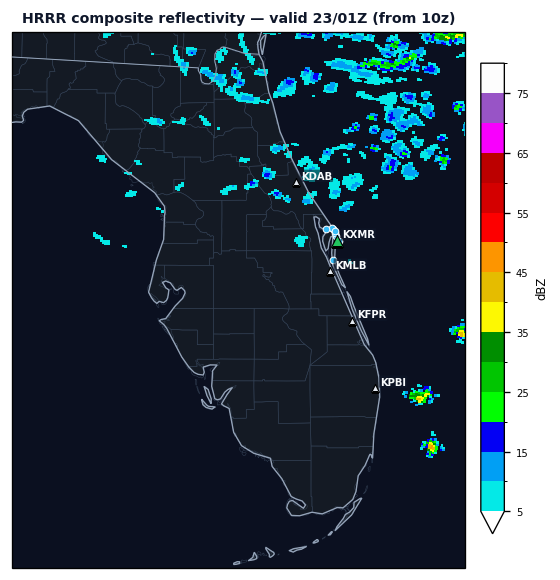 HRRR composite reflectivity — valid 23/01Z (from 10z)
KDAB
KXMR
KMLB
KFPR
KPBI
75
65
55
45
35
25
15
5
dBZ